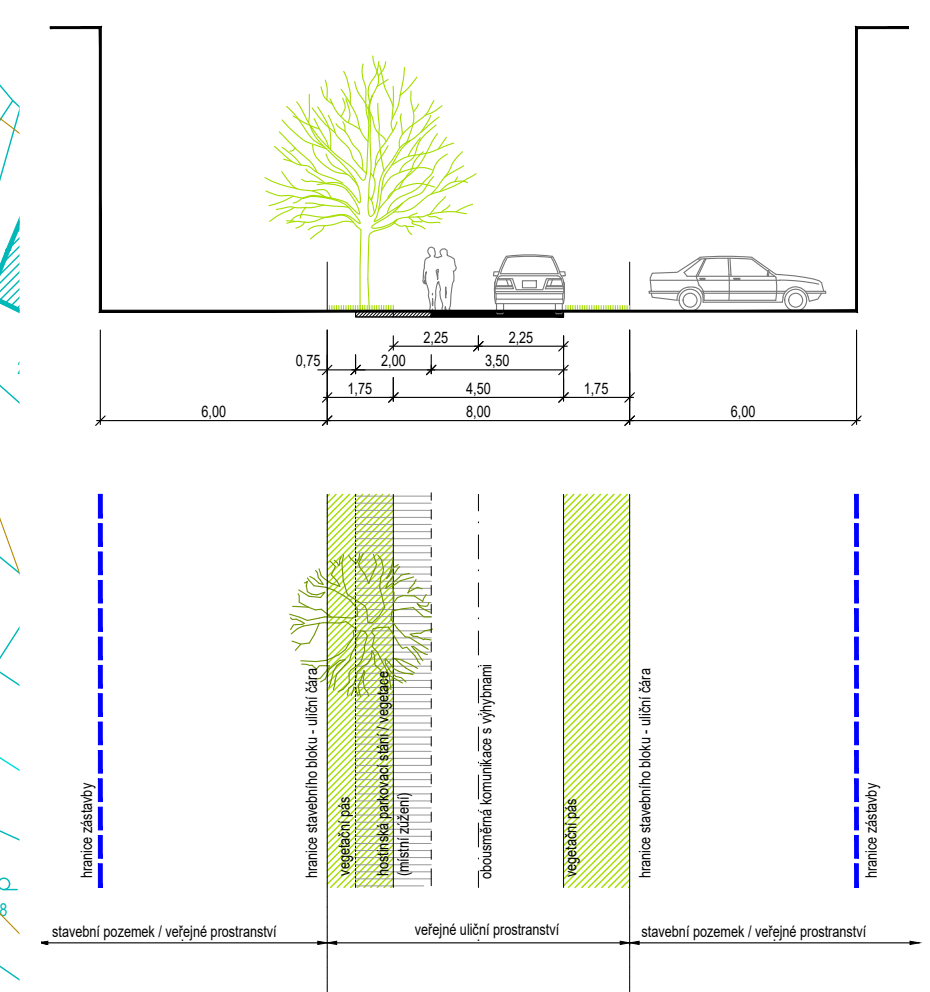 2,25
2,25
0,75
2,00
3,50
1,75
4,50
1,75
6,00
8,00
6,00
hranice zástavby
hranice stavebního bloku - uliční čára
vegetační pás
hostinská parkovací stání / vegetace
(místní zúžení)
obousměrná komunikace s výhybnami
vegetační pás
hranice stavebního bloku - uliční čára
hranice zástavby
8
stavební pozemek / veřejné prostranství
veřejné uliční prostranství
stavební pozemek / veřejné prostranství